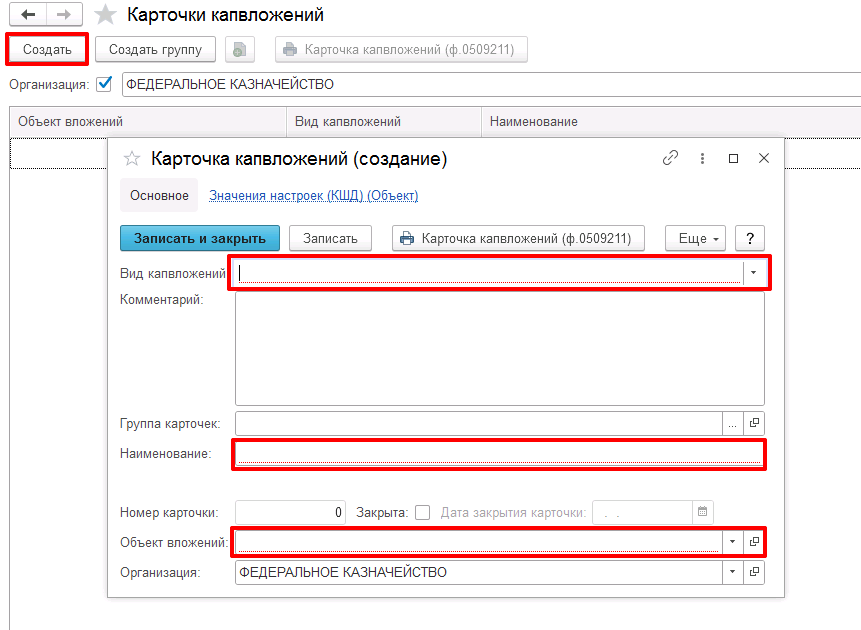 Карточки капвложений
Создать Создать группу Карточка капвложений (ф.0509211)
Организация: ФЕДЕРАЛЬНОЕ КАЗНАЧЕЙСТВО
Объект вложений Вид капвложений Наименование
Карточка капвложений (создание)
Основное Значения настроек (КШД) (Объект)
Записать и закрыть Записать Карточка капвложений (ф.0509211) Еще ?
Вид капвложений
Комментарий:
Группа карточек: ...
Наименование:
Номер карточки: 0 Закрыта: Дата закрытия карточки: . .
Объект вложений:
Организация: ФЕДЕРАЛЬНОЕ КАЗНАЧЕЙСТВО